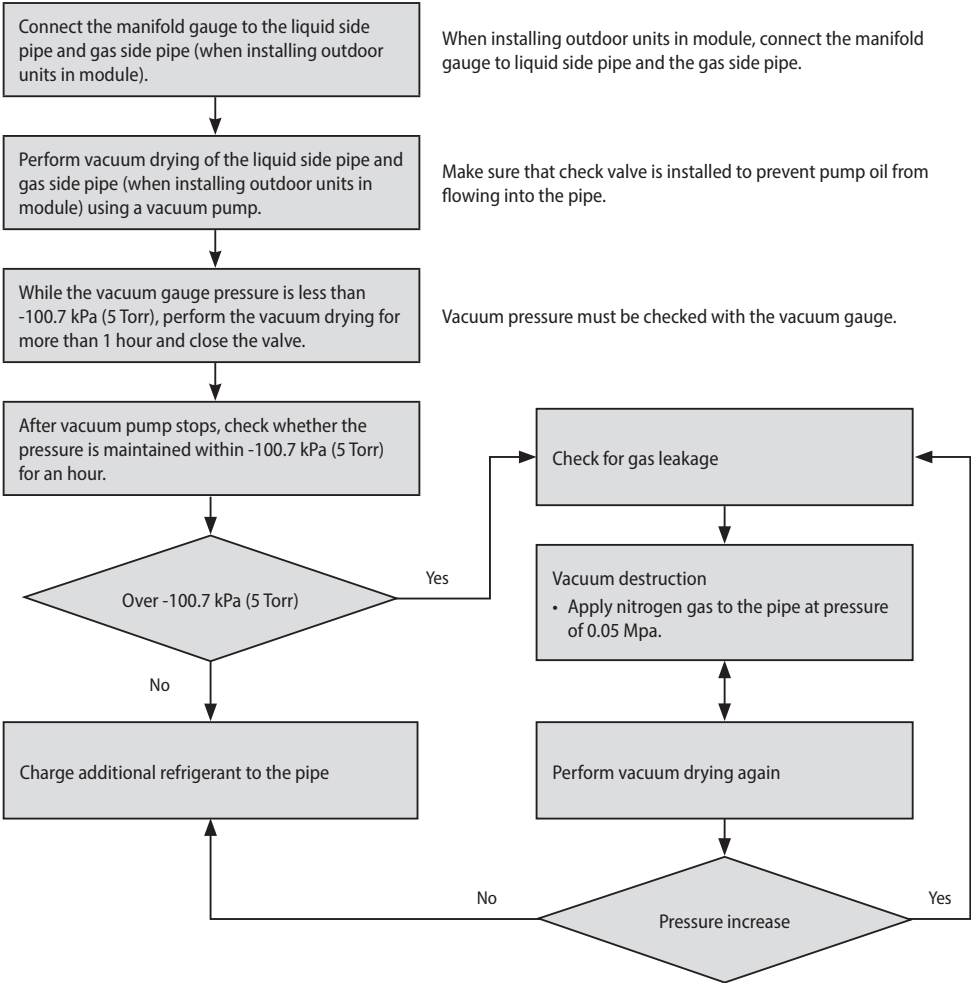 Connect the manifold gauge to the liquid side
pipe and gas side pipe (when installing outdoor
units in module).
When installing outdoor units in module, connect the manifold
gauge to liquid side pipe and the gas side pipe.
Perform vacuum drying of the liquid side pipe and
gas side pipe (when installing outdoor units in
module) using a vacuum pump.
Make sure that check valve is installed to prevent pump oil from
flowing into the pipe.
While the vacuum gauge pressure is less than
-100.7 kPa (5 Torr), perform the vacuum drying for
more than 1 hour and close the valve.
Vacuum pressure must be checked with the vacuum gauge.
After vacuum pump stops, check whether the
pressure is maintained within -100.7 kPa (5 Torr)
for an hour.
Over -100.7 kPa (5 Torr)
Yes
No
Check for gas leakage
Vacuum destruction
• Apply nitrogen gas to the pipe at pressure
of 0.05 Mpa.
Charge additional refrigerant to the pipe
Perform vacuum drying again
Pressure increase
No
Yes